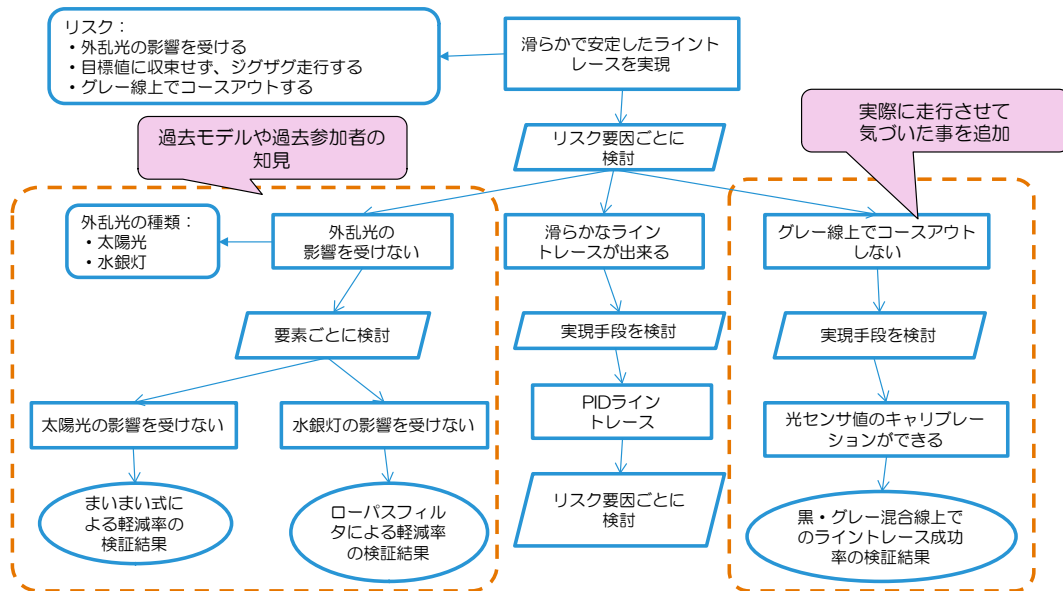 リスク：
・外乱光の影響を受ける
・目標値に収束せず、ジグザグ走行する
・グレー線上でコースアウトする
滑らかで安定したライント
レースを実現
過去モデルや過去参加者の
知見
リスク要因ごとに
検討
実際に走行させて
気づいた事を追加
外乱光の種類：
・太陽光
・水銀灯
外乱光の
影響を受けない
滑らかなライン
トレースが出来る
グレー線上でコースアウト
しない
要素ごとに検討
実現手段を検討
実現手段を検討
太陽光の影響を受けない
水銀灯の影響を受けない
PIDライン
トレース
光センサ値のキャリブレー
ションができる
まいまい式に
よる軽減率の
検証結果
ローパスフィル
タによる軽減率
の検証結果
リスク要因ごとに
検討
黒・グレー混合線上で
のライントレース成功
率の検証結果